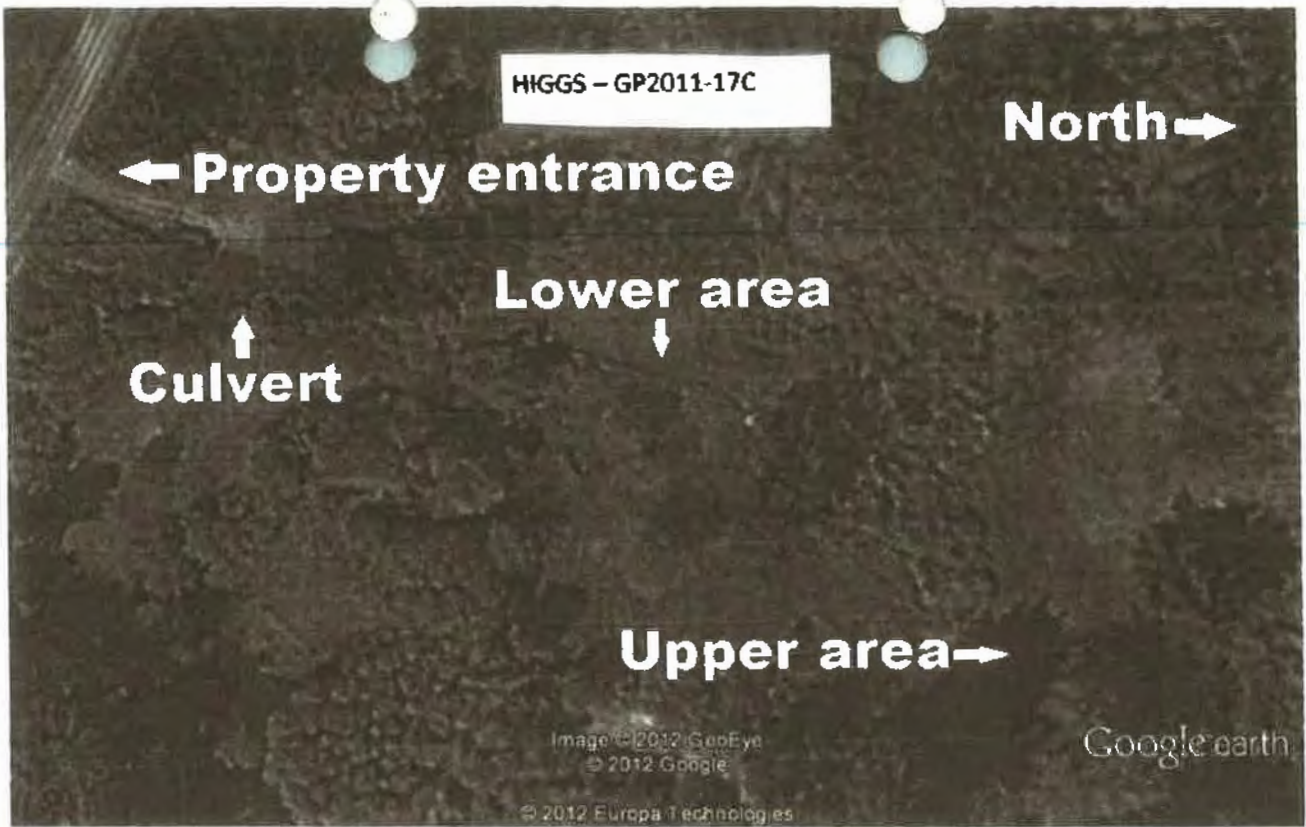 HIGGS – GP2011-17C
North
Property entrance
Lower area
Culvert
Upper area
Image © 2012 GeoEye
© 2012 Google
Google earth
© 2012 Europa Technologies